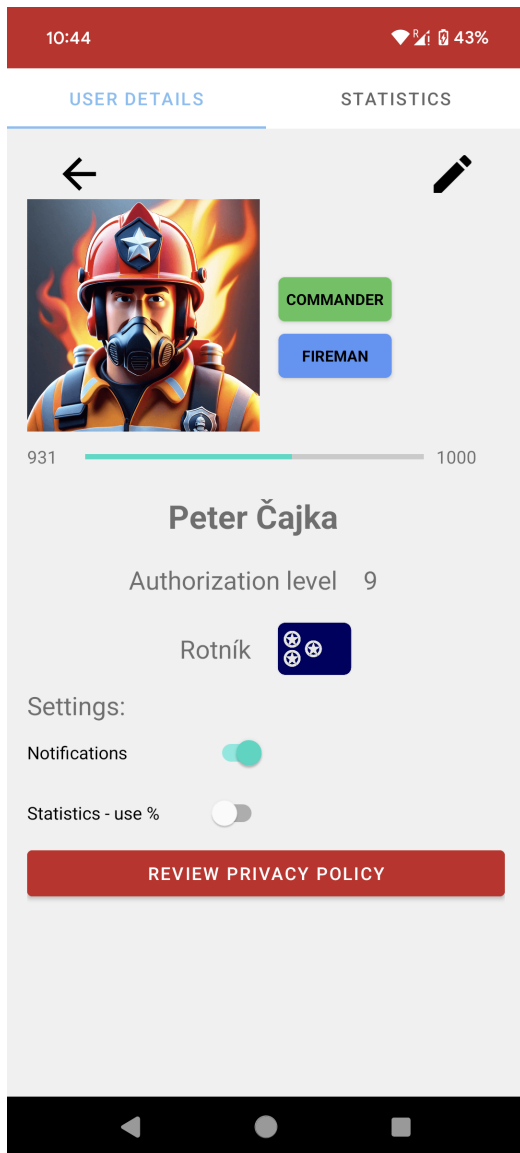 10:44
R
43%
USER DETAILS
STATISTICS
COMMANDER
FIREMAN
931
1000
Peter Čajka
Authorization level 9
Rotník
Settings:
Notifications
Statistics - use %
REVIEW PRIVACY POLICY